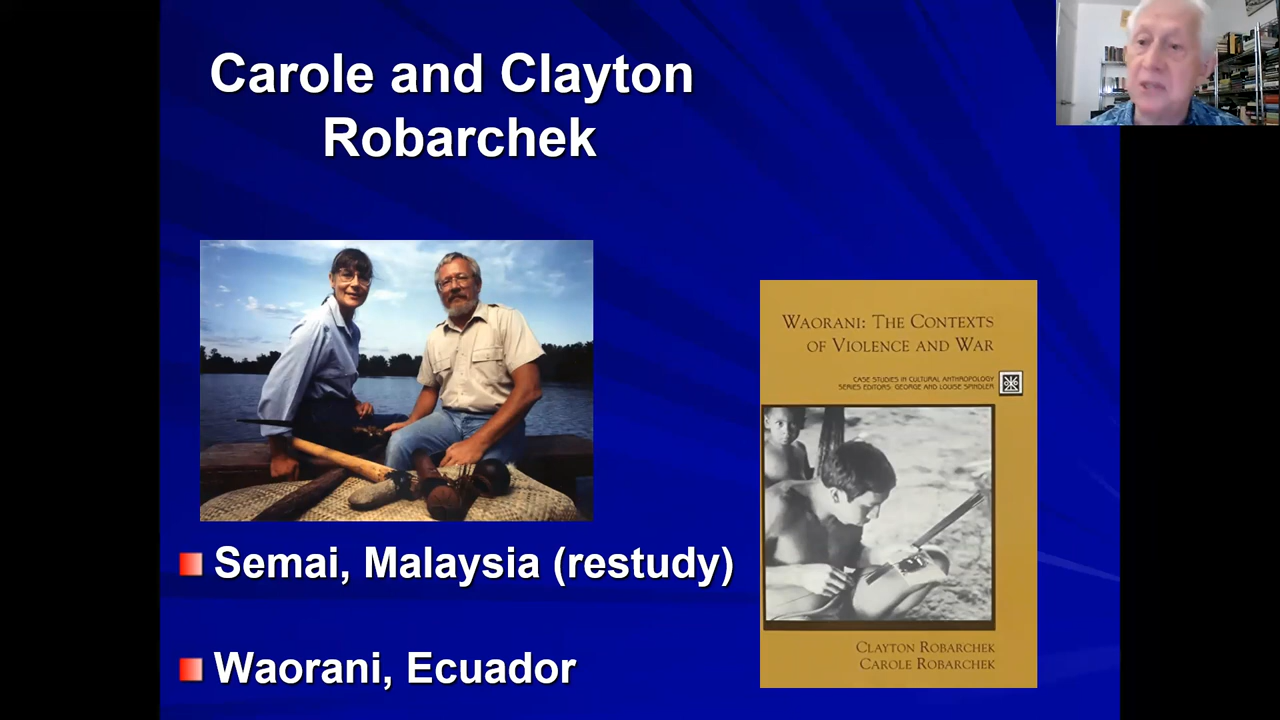 Carole and Clayton
Robarchek
WAORANI: THE CONTEXTS
OF VIOLENCE AND WAR
CASE STUDIES IN CULTURAL ANTHROPOLOGY
SERIES EDITORS: GEORGE AND LOUISE SPINDLER
CLAYTON ROBARCHEK
CAROLE ROBARCHEK
Semai, Malaysia (restudy)
Waorani, Ecuador